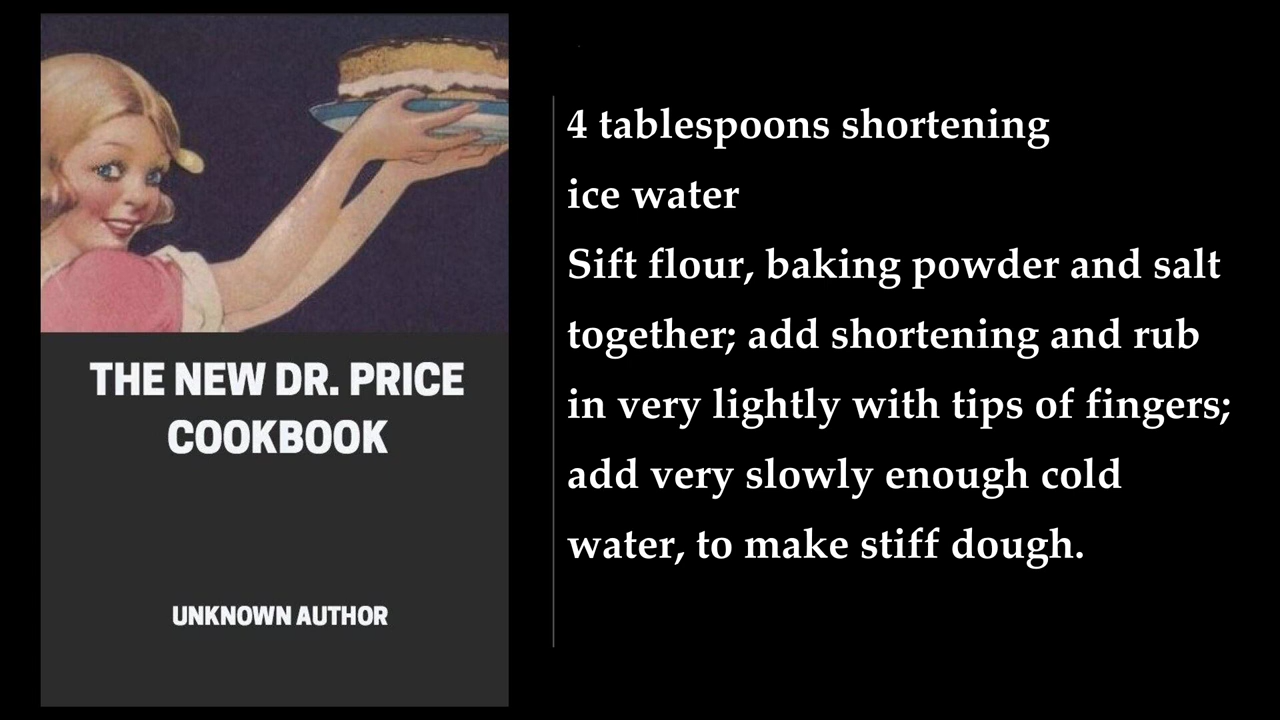 THE NEW DR. PRICE
COOKBOOK
UNKNOWN AUTHOR
4 tablespoons shortening
ice water
Sift flour, baking powder and salt
together; add shortening and rub
in very lightly with tips of fingers;
add very slowly enough cold
water, to make stiff dough.